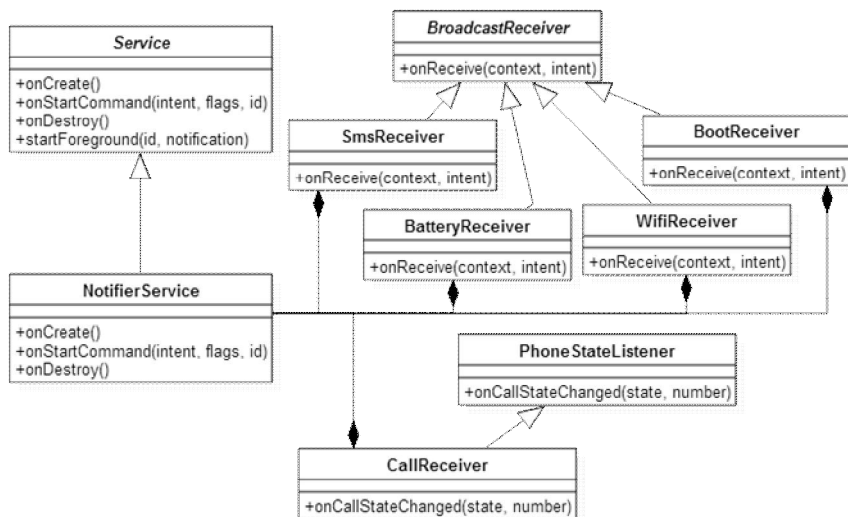 Service
+onCreate()
+onStartCommand(intent, flags, id)
+onDestroy()
+startForeground(id, notification)
BroadcastReceiver
+onReceive(context, intent)
SmsReceiver
+onReceive(context, intent)
BootReceiver
+onReceive(context, intent)
BatteryReceiver
+onReceive(context, intent)
WifiReceiver
+onReceive(context, intent)
NotifierService
+onCreate()
+onStartCommand(intent, flags, id)
+onDestroy()
PhoneStateListener
+onCallStateChanged(state, number)
CallReceiver
+onCallStateChanged(state, number)